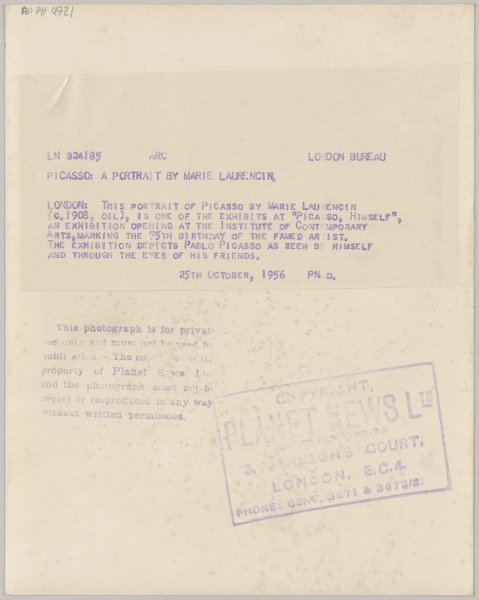 AP PH 4721
LN 324185 ARC LONDON BUREAU
PICASSO: A PORTRAIT BY MARIE LAURENCIN.
LONDON: THIS PORTRAIT OF PICASSO BY MARIE LAURENCIN
(C.1908, OIL), IS ONE OF THE EXHIBITS AT "PICASSO, HIMSELF",
AN EXHIBITION OPENING AT THE INSTITUTE OF CONTEMPORARY
ARTS, MARKING THE 75TH BIRTHDAY OF THE FAMED ARTIST.
THE EXHIBITION DEPICTS PABLO PICASSO AS SEEN BY HIMSELF
AND THROUGH THE EYES OF HIS FRIENDS.
25TH OCTOBER, 1956 PN D.
This photograph is for private
use only and must not be used fo
publication. The copy is the
property of Planet News Lt
and the photograph must not be
copied or re-produced in any way
without written permission.
COPYRIGHT.
PLANET NEWS LTD
3, JOHNSON'S COURT,
LONDON, E.C.4.
PHONE: CENT. 3671 & 3672/3